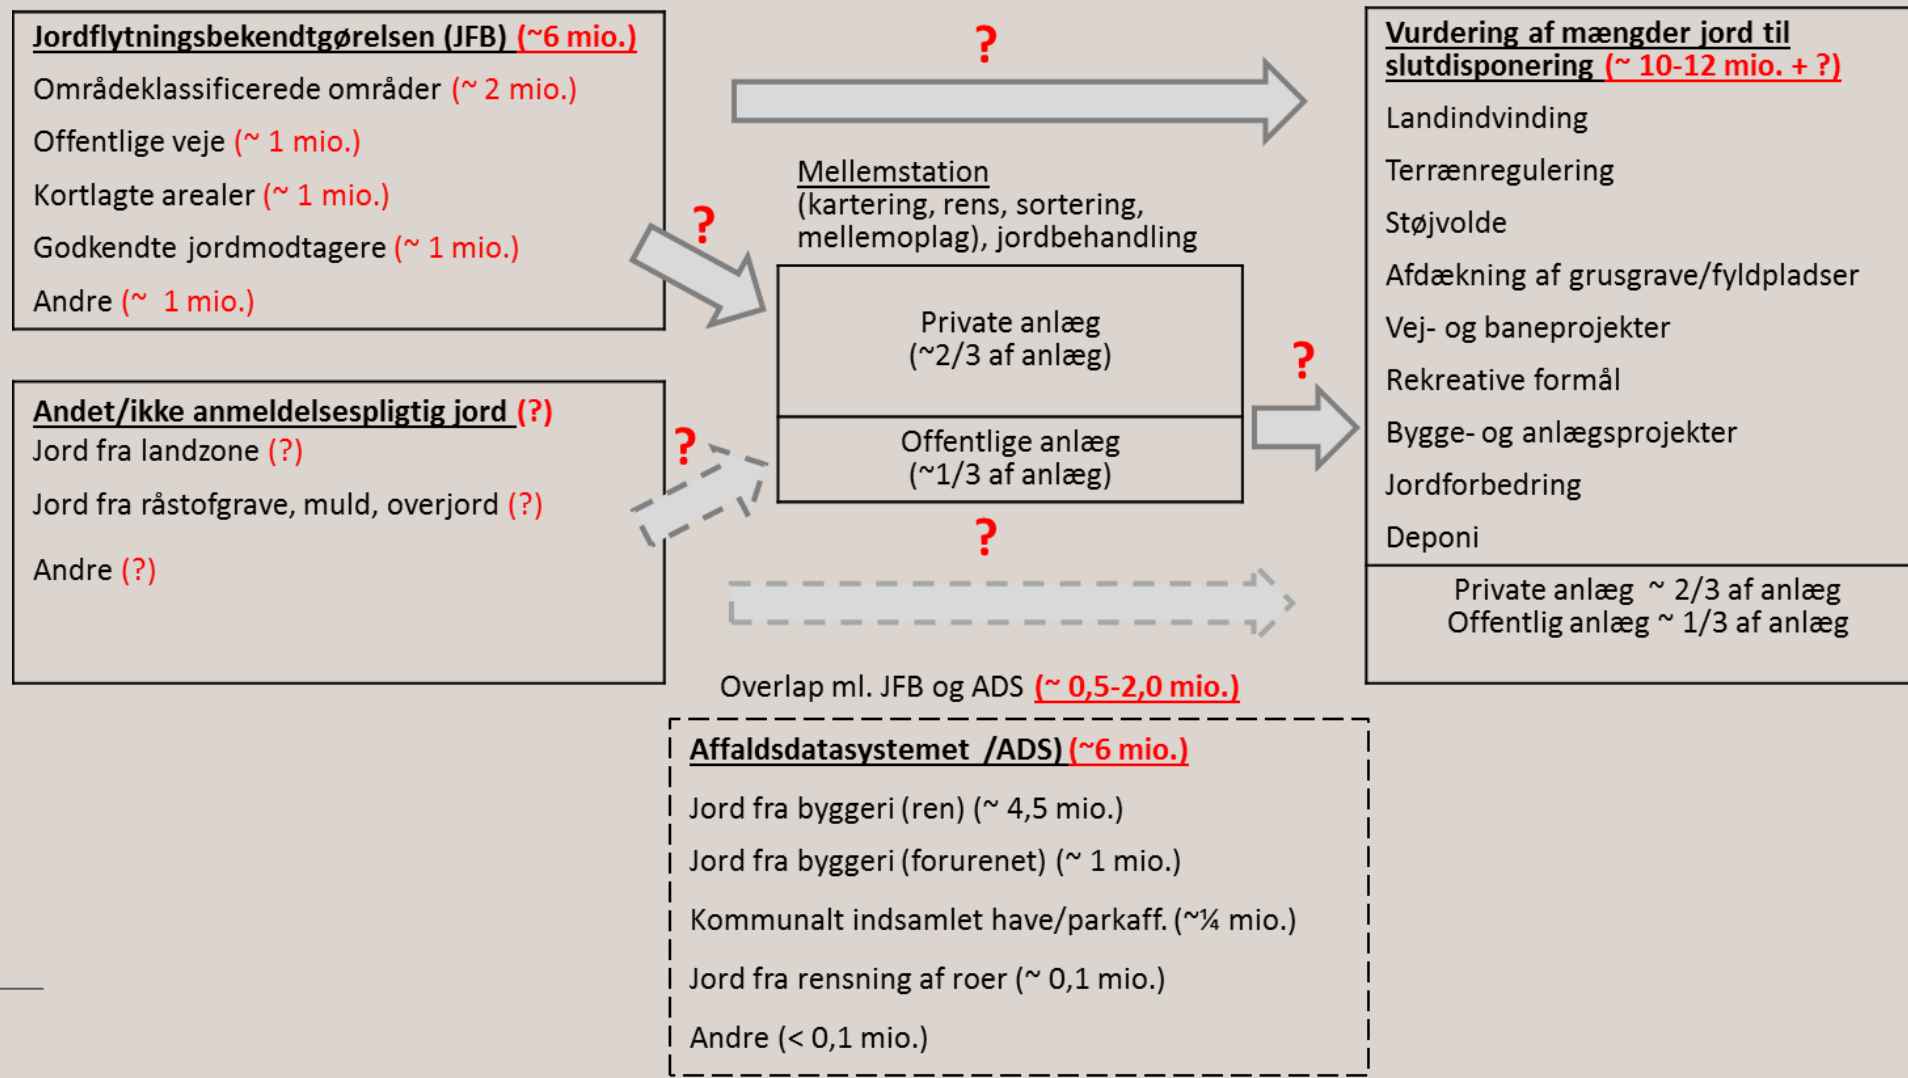 Jordflytningsbekendtgørelsen (JFB) (~6 mio.)
Områdeklassificerede områder (~ 2 mio.)
Offentlige veje (~ 1 mio.)
Kortlagte arealer (~ 1 mio.)
Godkendte jordmodtagere (~ 1 mio.)
Andre (~ 1 mio.)
Andet/ikke anmeldelsespligtig jord (?)
Jord fra landzone (?)
Jord fra råstofgrave, muld, overjord (?)
Andre (?)
?
?
?
?
?
Mellemstation
(kartering, rens, sortering,
mellemoplag), jordbehandling
Private anlæg
(~2/3 af anlæg)
Offentlige anlæg
(~1/3 af anlæg)
Vurdering af mængder jord til
slutdisponering (~ 10-12 mio. + ?)
Landindvinding
Terrænregulering
Støjvolde
Afdækning af grusgrave/fyldpladser
Vej- og baneprojekter
Rekreative formål
Bygge- og anlægsprojekter
Jordforbedring
Deponi
Private anlæg ~ 2/3 af anlæg
Offentlig anlæg ~ 1/3 af anlæg
Overlap ml. JFB og ADS (~ 0,5-2,0 mio.)
Affaldsdatasystemet /ADS) (~6 mio.)
Jord fra byggeri (ren) (~ 4,5 mio.)
Jord fra byggeri (forurenet) (~ 1 mio.)
Kommunalt indsamlet have/parkaff. (~¼ mio.)
Jord fra rensning af roer (~ 0,1 mio.)
Andre (< 0,1 mio.)